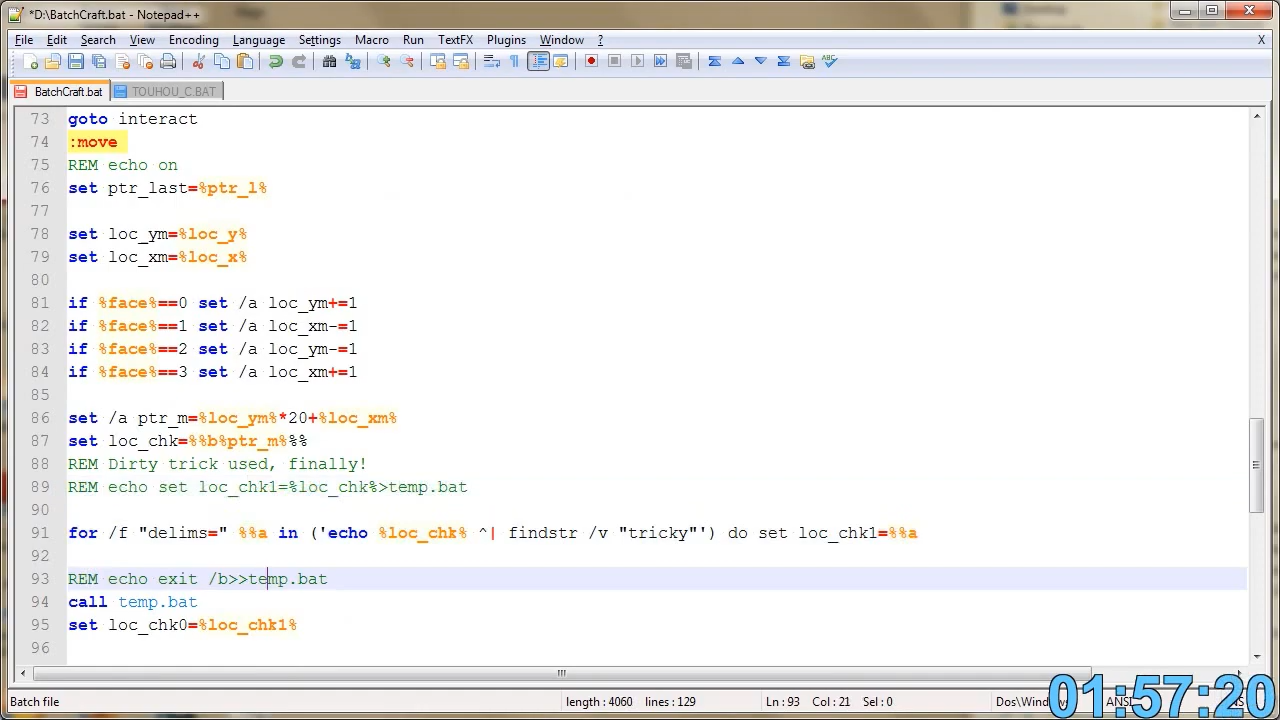 *D:\BatchCraft.bat - Notepad++
File Edit Search View Encoding Language Settings Macro Run TextFX Plugins Window ? X
BatchCraft.bat TOUHOU_C.BAT
73 goto interact
74 :move
75 REM echo on
76 set ptr_last=%ptr_l%
77
78 set loc_ym=%loc_y%
79 set loc_xm=%loc_x%
80
81 if %face%==0 set /a loc_ym+=1
82 if %face%==1 set /a loc_xm-=1
83 if %face%==2 set /a loc_ym-=1
84 if %face%==3 set /a loc_xm+=1
85
86 set /a ptr_m=%loc_ym%*20+%loc_xm%
87 set loc_chk=%%b%ptr_m%%%
88 REM Dirty trick used, finally!
89 REM echo set loc_chk1=%loc_chk%>temp.bat
90
91 for /f "delims=" %%a in ('echo %loc_chk% ^| findstr /v "tricky"') do set loc_chk1=%%a
92
93 REM echo exit /b>>temp.bat
94 call temp.bat
95 set loc_chk0=%loc_chk1%
96
Batch file length : 4060 lines : 129 Ln : 93 Col : 21 Sel : 0 Dos\Wind
01:57:20